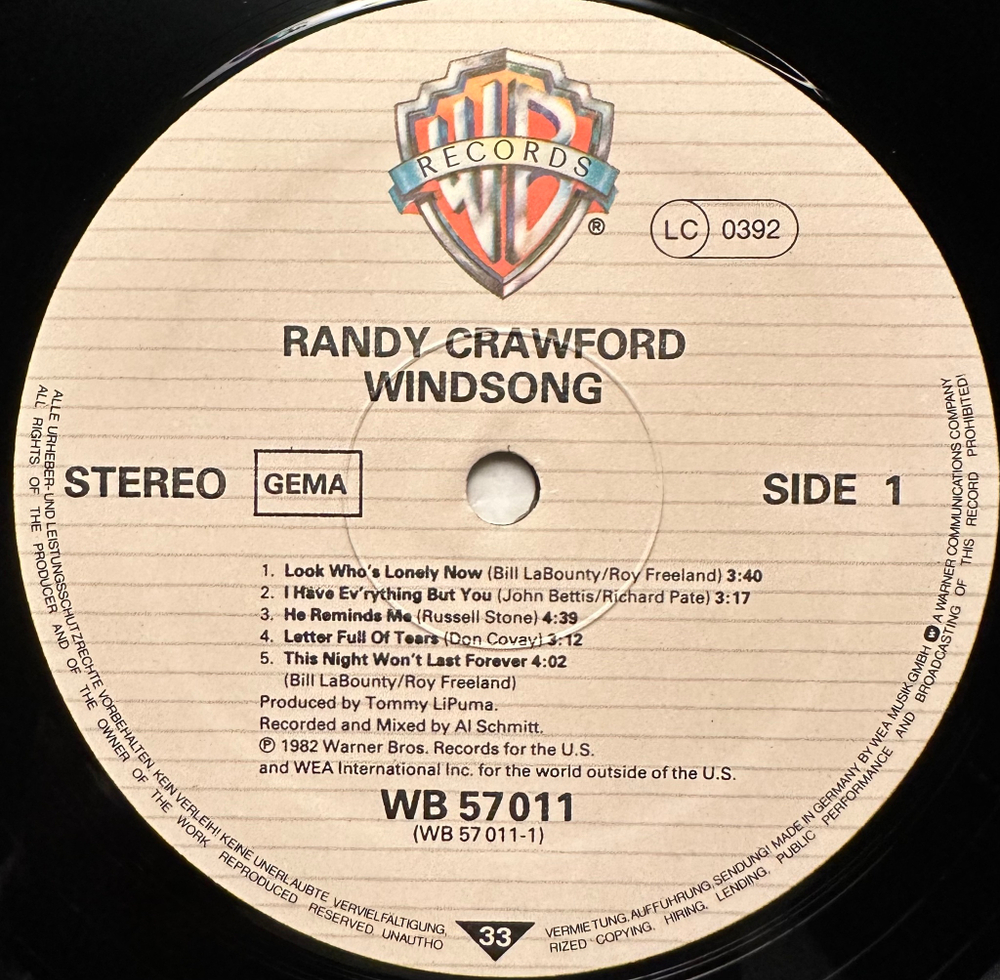 WB
RECORDS
®
LC 0392
RANDY CRAWFORD
WINDSONG
STEREO
GEMA
SIDE 1
1. Look Who's Lonely Now (Bill LaBounty/Roy Freeland) 3:40
2. I Have Ev'rything But You (John Bettis/Richard Pate) 3:17
3. He Reminds Me (Russell Stone) 4:39
4. Letter Full Of Tears (Don Covay) 3:12
5. This Night Won't Last Forever 4:02
(Bill LaBounty/Roy Freeland)
Produced by Tommy LiPuma.
Recorded and Mixed by Al Schmitt.
℗ 1982 Warner Bros. Records for the U.S.
and WEA International Inc. for the world outside of the U.S.
WB 57 011
(WB 57 011-1)
33
ALLE URHEBER- UND LEISTUNGSSCHUTZRECHTE VORBEHALTEN KEIN VERLEIH! KEINE UNERLAUBTE VERVIELFÄLTIGUNG,
VERMIETUNG, AUFFÜHRUNG, SENDUNG! MADE IN GERMANY BY WEA MUSIK GMBH W A WARNER COMMUNICATIONS COMPANY
ALL RIGHTS OF THE PRODUCER AND OF THE OWNER OF THE WORK REPRODUCED RESERVED UNAUTHO
RIZED COPYING, HIRING, LENDING, PUBLIC PERFORMANCE AND BROADCASTING OF THIS RECORD PROHIBITED!